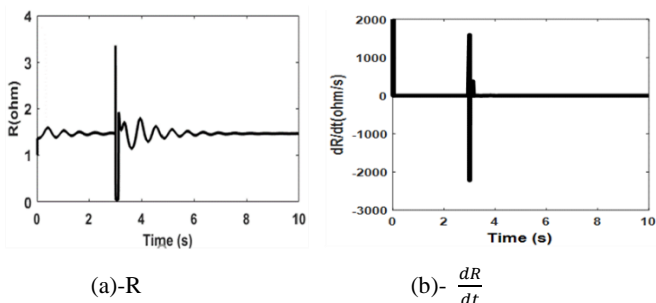 4
3
2
1
0
R(ohm)
0 2 4 6 8 10
Time (s)
2000
1000
0
-1000
-2000
-3000
dR/dt(ohm/s)
0 2 4 6 8 10
Time (s)
(a)-R
(b)- dR/dt